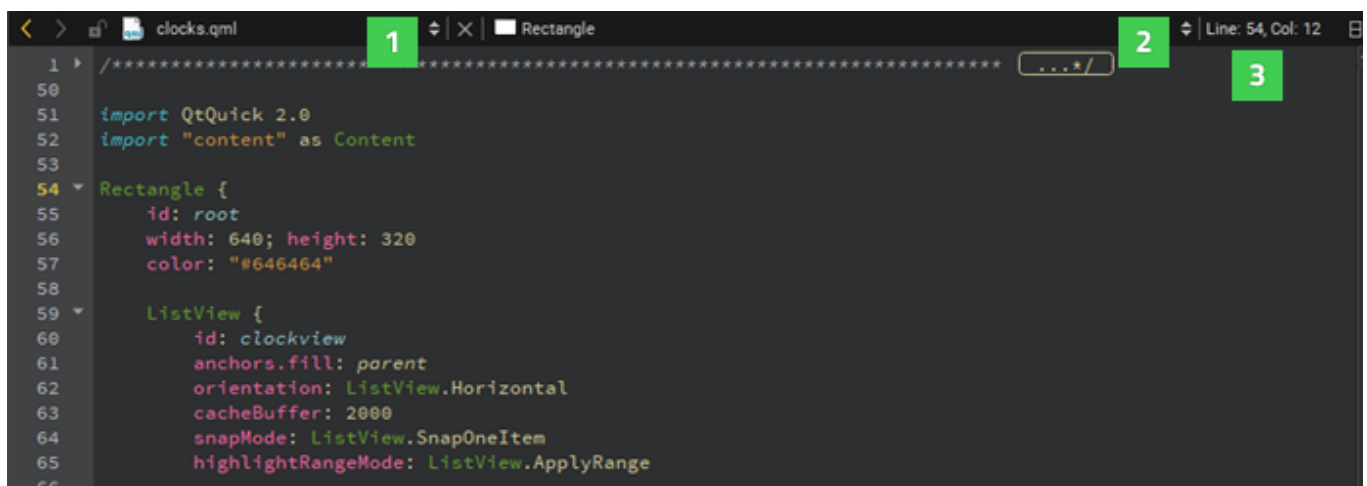 clocks.qml 1 Rectangle 2 Line: 54, Col: 12
3
1 /**************************************************************************** ...*/
50
51 import QtQuick 2.0
52 import "content" as Content
53
54 Rectangle {
55     id: root
56     width: 640; height: 320
57     color: "#646464"
58
59     ListView {
60         id: clockview
61         anchors.fill: parent
62         orientation: ListView.Horizontal
63         cacheBuffer: 2000
64         snapMode: ListView.SnapOneItem
65         highlightRangeMode: ListView.ApplyRange